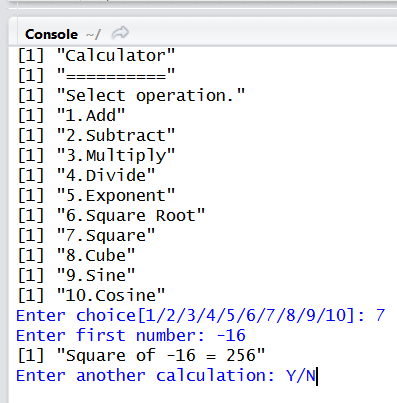 Console ~/
[1] "Calculator"
[1] "=========="
[1] "Select operation."
[1] "1.Add"
[1] "2.Subtract"
[1] "3.Multiply"
[1] "4.Divide"
[1] "5.Exponent"
[1] "6.Square Root"
[1] "7.Square"
[1] "8.Cube"
[1] "9.Sine"
[1] "10.Cosine"
Enter choice[1/2/3/4/5/6/7/8/9/10]: 7
Enter first number: -16
[1] "Square of -16 = 256"
Enter another calculation: Y/N